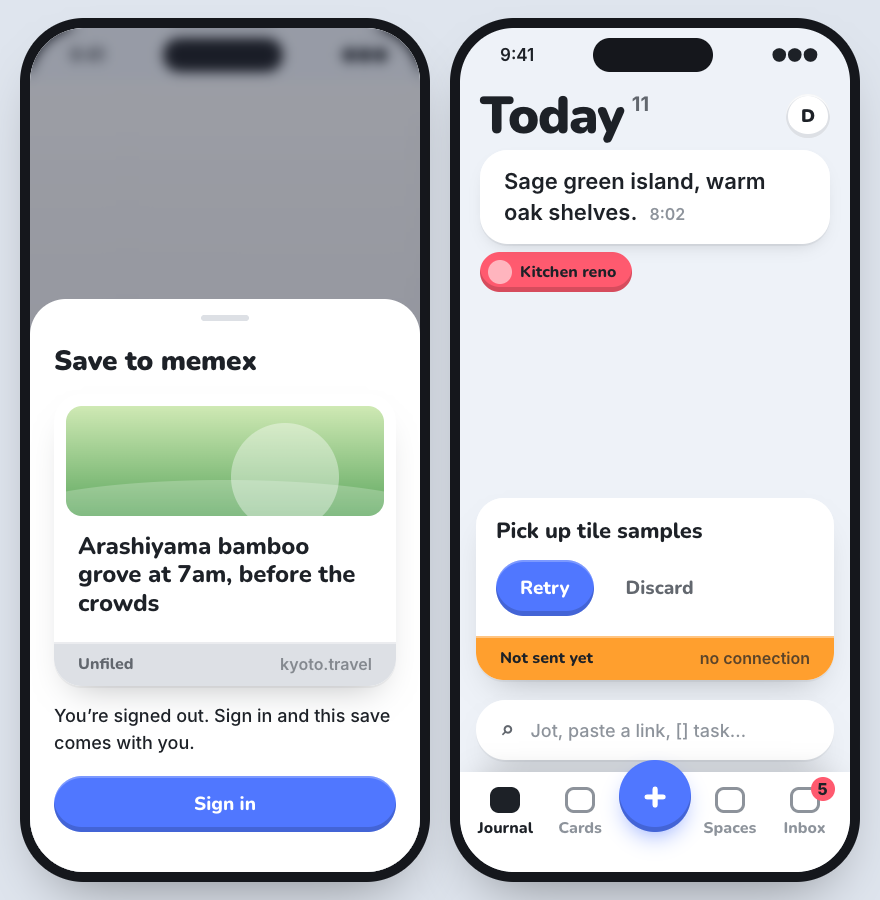 Save to memex
Arashiyama bamboo
grove at 7am, before the
crowds
Unfiled kyoto.travel
You’re signed out. Sign in and this save
comes with you.
Sign in
9:41
Today 11
D
Sage green island, warm
oak shelves. 8:02
Kitchen reno
Pick up tile samples
Retry Discard
Not sent yet no connection
Jot, paste a link, [] task...
Journal Cards Spaces Inbox 5